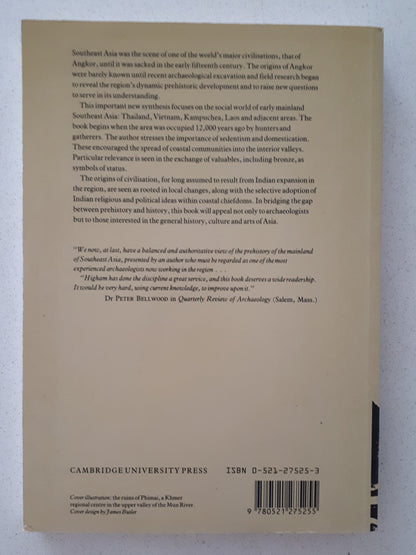 Southeast Asia was the scene of one of the world's major civilisations, that of
Angkor, until it was sacked in the early fifteenth century. The origins of Angkor
were barely known until recent archaeological excavation and field research began
to reveal the region's dynamic prehistoric development and to raise new questions
to serve in its understanding.
This important new synthesis focuses on the social world of early mainland
Southeast Asia: Thailand, Vietnam, Kampuchea, Laos and adjacent areas. The
book begins when the area was occupied 12,000 years ago by hunters and
gatherers. The author stresses the importance of sedentism and domestication.
These encouraged the spread of coastal communities into the interior valleys.
Particular relevance is seen in the exchange of valuables, including bronze, as
symbols of status.
The origins of civilisation, for long assumed to result from Indian expansion in
the region, are seen as rooted in local changes, along with the selective adoption of
Indian religious and political ideas within coastal chiefdoms. In bridging the gap
between prehistory and history, this book will appeal not only to archaeologists
but to those interested in the general history, culture and arts of Asia.
"We now, at last, have a balanced and authoritative view of the prehistory of the mainland
of Southeast Asia, presented by an author who must be regarded as one of the most
experienced archaeologists now working in the region . . .
"Higham has done the discipline a great service, and this book deserves a wide readership.
It would be very hard, using current knowledge, to improve upon it."
Dr Peter Bellwood in Quarterly Review of Archaeology (Salem, Mass.)
CAMBRIDGE UNIVERSITY PRESS
ISBN 0-521-27525-3
Cover illustration: the ruins of Phimai, a Khmer
regional centre in the upper valley of the Mun River.
Cover design by James Butler
9 780521 275255